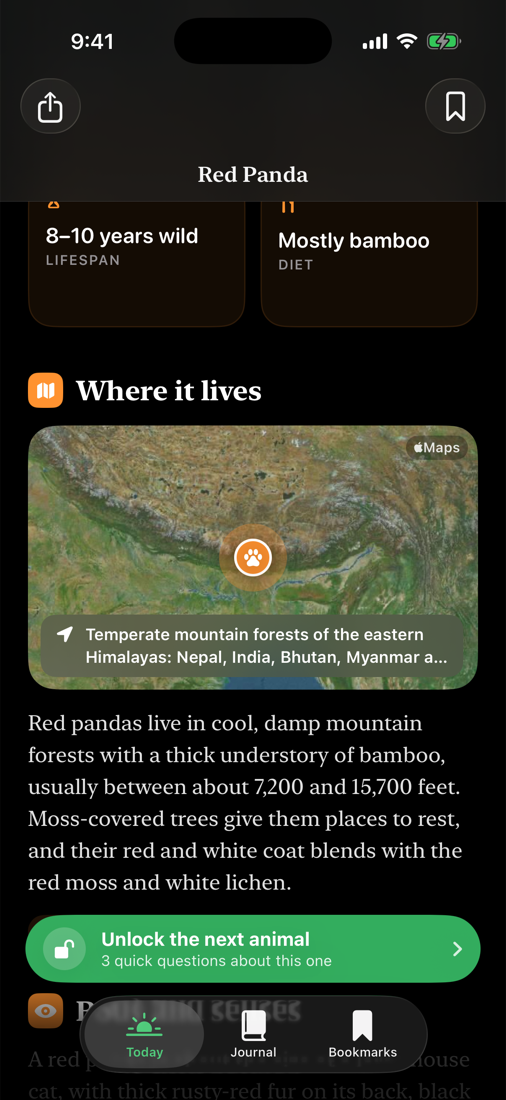 9:41
Red Panda
8–10 years wild
LIFESPAN
Mostly bamboo
DIET
Where it lives
Maps
Temperate mountain forests of the eastern
Himalayas: Nepal, India, Bhutan, Myanmar a...
Red pandas live in cool, damp mountain
forests with a thick understory of bamboo,
usually between about 7,200 and 15,700 feet.
Moss-covered trees give them places to rest,
and their red and white coat blends with the
red moss and white lichen.
Unlock the next animal
3 quick questions about this one
Today
Journal
Bookmarks
A red
cat, with thick rusty-red fur on its back, black